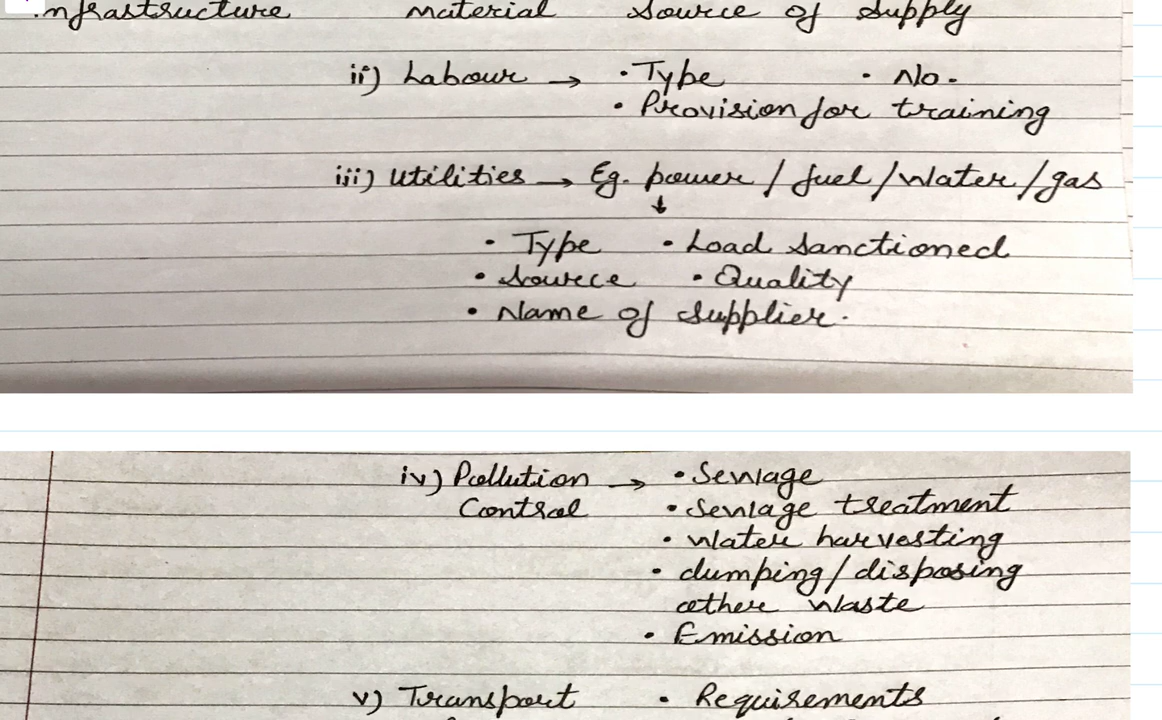 infrastructure material source of supply
ii) Labour → • Type • No.
• Provision for training
iii) Utilities → Eg. power / fuel / water / gas
↓
• Type • Load sanctioned
• source • Quality
• Name of supplier.
iv) Pollution → • Sewage
Control • sewage treatment
• water harvesting
• dumping / disposing
other waste
• Emission
v) Transport • Requirements